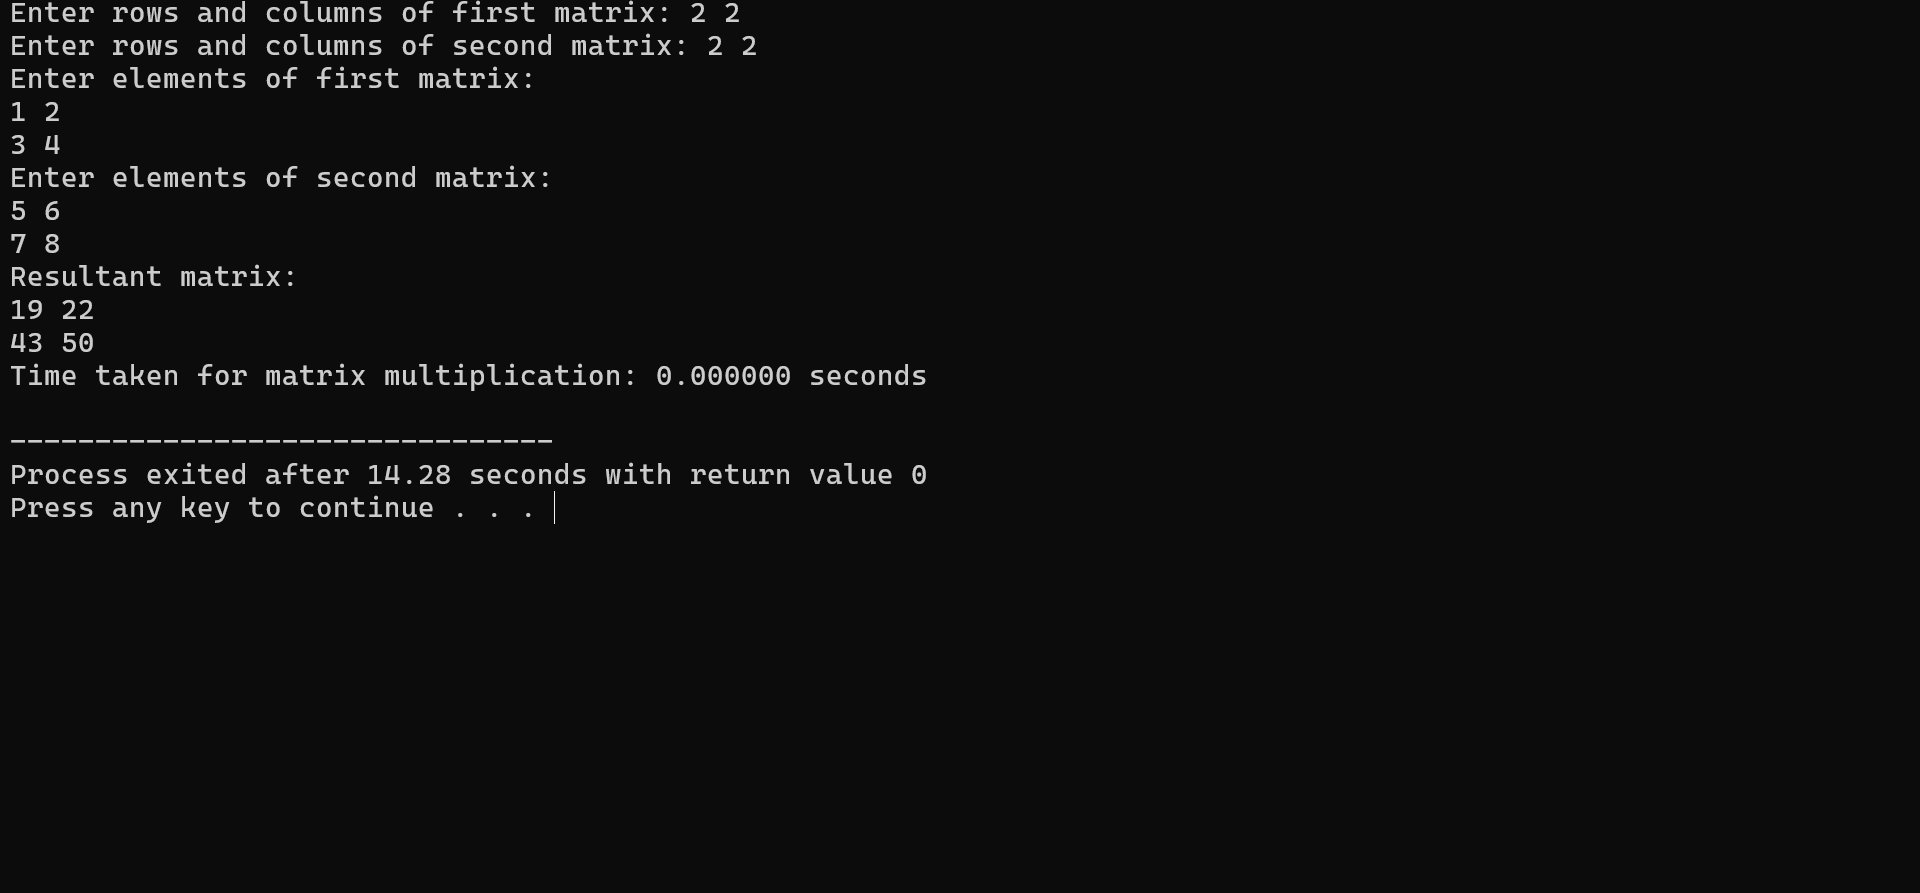 Enter rows and columns of first matrix: 2 2
Enter rows and columns of second matrix: 2 2
Enter elements of first matrix:
1 2
3 4
Enter elements of second matrix:
5 6
7 8
Resultant matrix:
19 22
43 50
Time taken for matrix multiplication: 0.000000 seconds
--------------------------------
Process exited after 14.28 seconds with return value 0
Press any key to continue . . .